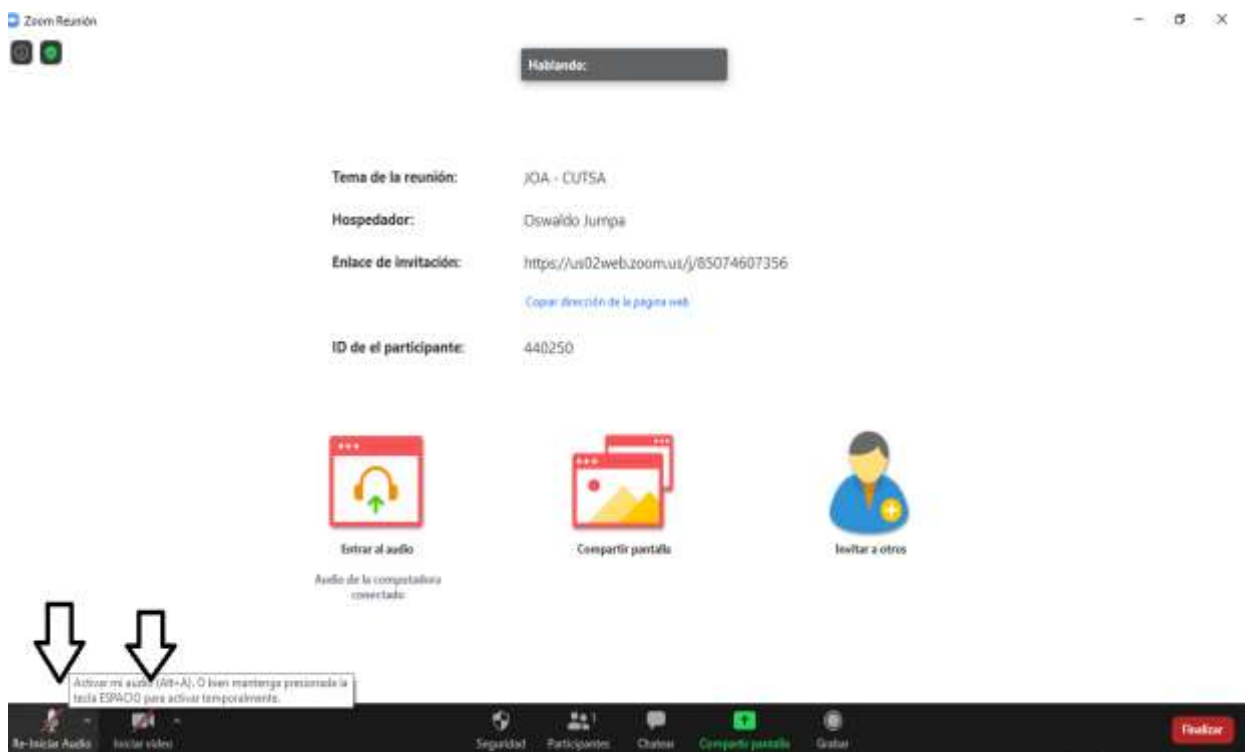 Zoom Reunión
Hablando:
Tema de la reunión: JOA - CUTSA
Hospedador: Oswaldo Jumpa
Enlace de invitación: https://us02web.zoom.us/j/85074607356
Copiar dirección de la página web
ID de el participante: 440250
Entrar al audio
Compartir pantalla
Invitar a otros
Audio de la computadora
conectado
Activar mi audio (Alt+A). O bien mantenga presionada la
tecla ESPACIO para activar temporalmente.
Re-Iniciar Audio
Iniciar video
Seguridad
Participantes
1
Chatear
Compartir pantalla
Grabar
Finalizar